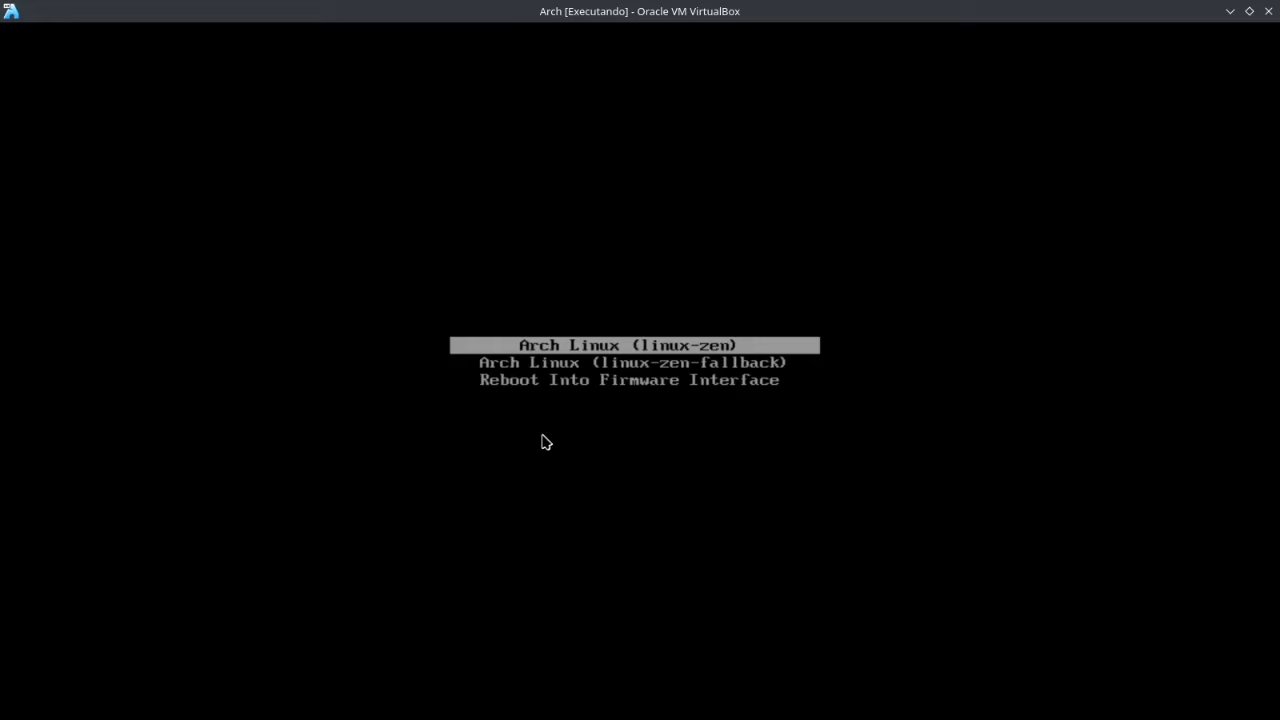 Arch [Executando] - Oracle VM VirtualBox
Arch Linux (linux-zen)
Arch Linux (linux-zen-fallback)
Reboot Into Firmware Interface